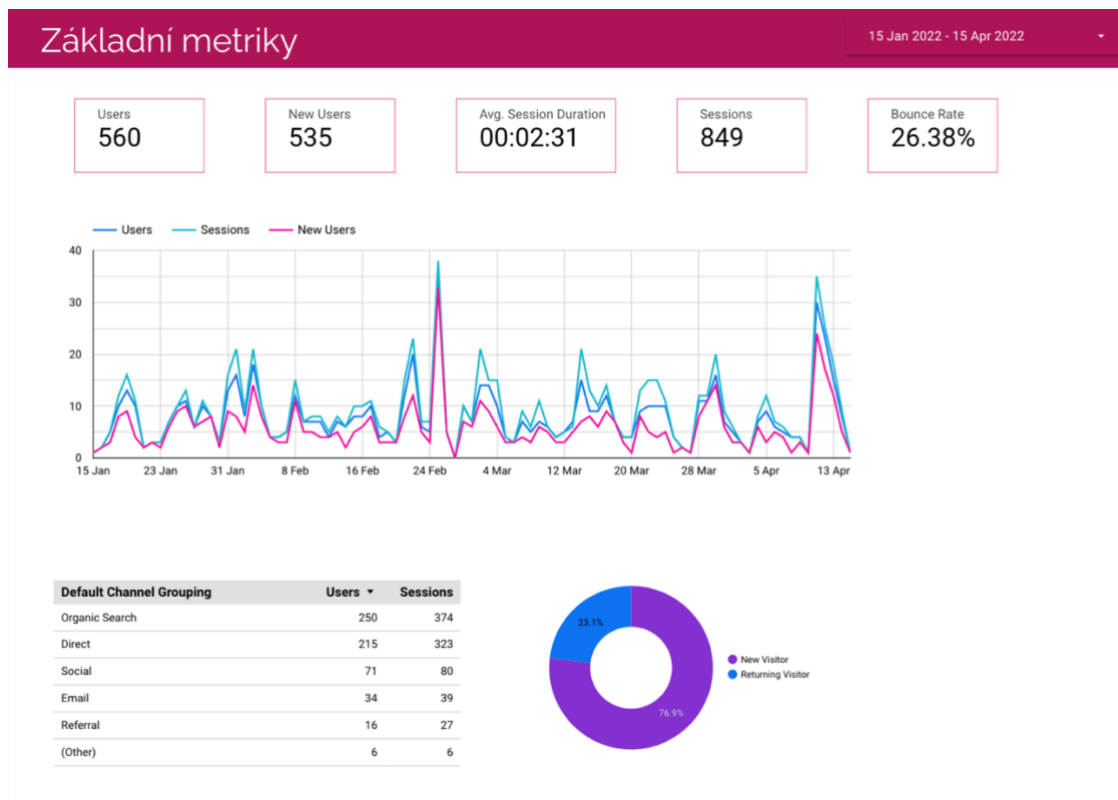 Základní metriky
15 Jan 2022 - 15 Apr 2022
Users
560
New Users
535
Avg. Session Duration
00:02:31
Sessions
849
Bounce Rate
26.38%
Users Sessions New Users
40
30
20
10
0
15 Jan 23 Jan 31 Jan 8 Feb 16 Feb 24 Feb 4 Mar 12 Mar 20 Mar 28 Mar 5 Apr 13 Apr
Default Channel Grouping Users Sessions
Organic Search 250 374
Direct 215 323
Social 71 80
Email 34 39
Referral 16 27
(Other) 6 6
23.1%
New Visitor
Returning Visitor
76.9%